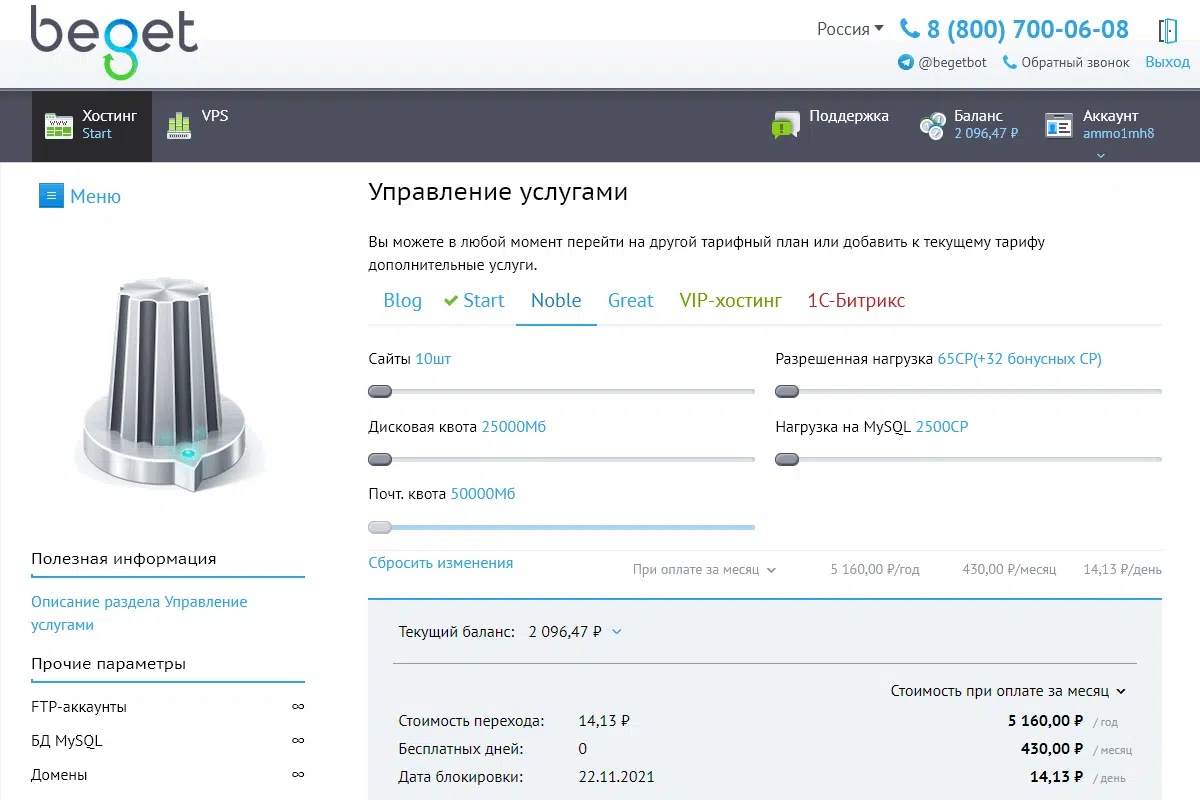 beget
Россия
8 (800) 700-06-08
@begetbot
Обратный звонок
Выход
Хостинг
Start
VPS
Поддержка
Баланс
2 096,47 ₽
Аккаунт
ammo1mh8
Меню
Управление услугами
Вы можете в любой момент перейти на другой тарифный план или добавить к текущему тарифу
дополнительные услуги.
Blog Start Noble Great VIP-хостинг 1С-Битрикс
Сайты 10шт
Разрешенная нагрузка 65CP(+32 бонусных CP)
Дисковая квота 25000Мб
Нагрузка на MySQL 2500CP
Почт. квота 50000Мб
Сбросить изменения
При оплате за месяц 5 160,00 ₽/год 430,00 ₽/месяц 14,13 ₽/день
Полезная информация
Описание раздела Управление
услугами
Прочие параметры
FTP-аккаунты ∞
БД MySQL ∞
Домены ∞
Текущий баланс: 2 096,47 ₽
Стоимость при оплате за месяц
Стоимость перехода: 14,13 ₽
5 160,00 ₽ / год
Бесплатных дней: 0
430,00 ₽ / месяц
Дата блокировки: 22.11.2021
14,13 ₽ / день